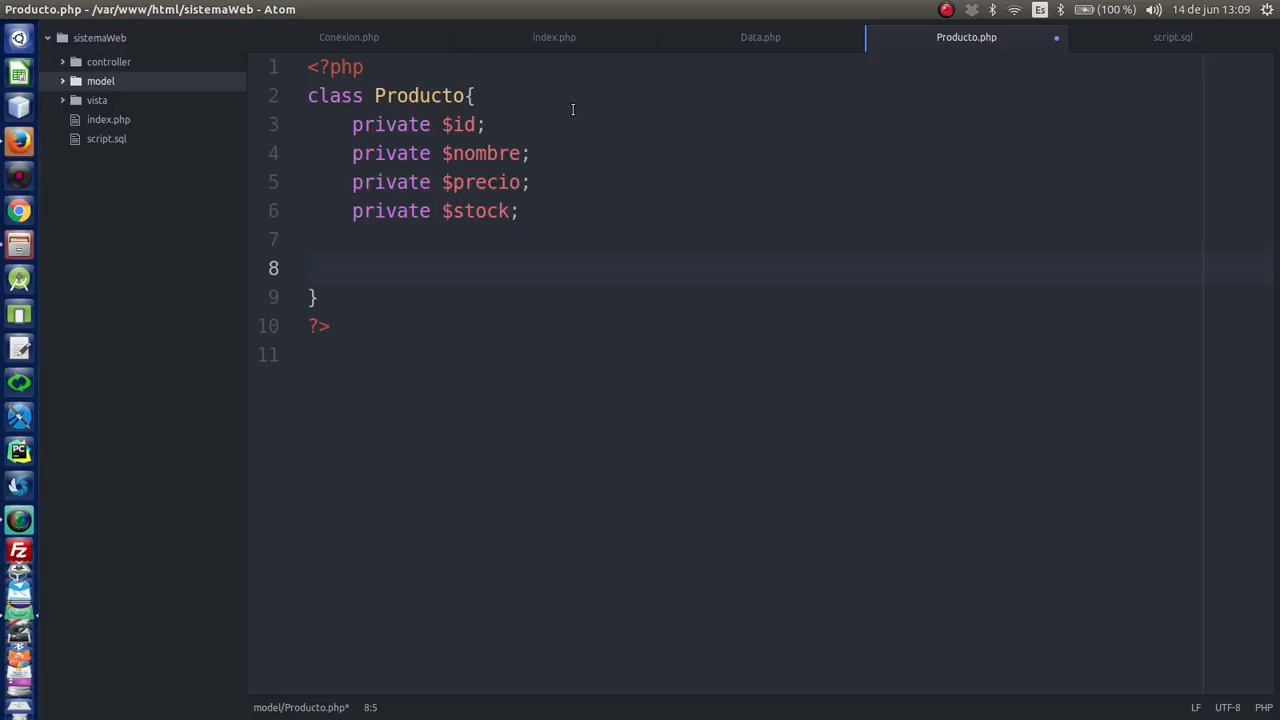 Producto.php - /var/www/html/sistemaWeb - Atom
Es
(100 %)
14 de jun 13:09
sistemaWeb
controller
model
vista
index.php
script.sql
Conexion.php
index.php
Data.php
Producto.php
script.sql
1 <?php
2 class Producto{
3 private $id;
4 private $nombre;
5 private $precio;
6 private $stock;
7
8
9 }
10 ?>
11
PC
FZ
model/Producto.php* 8:5
LF UTF-8 PHP